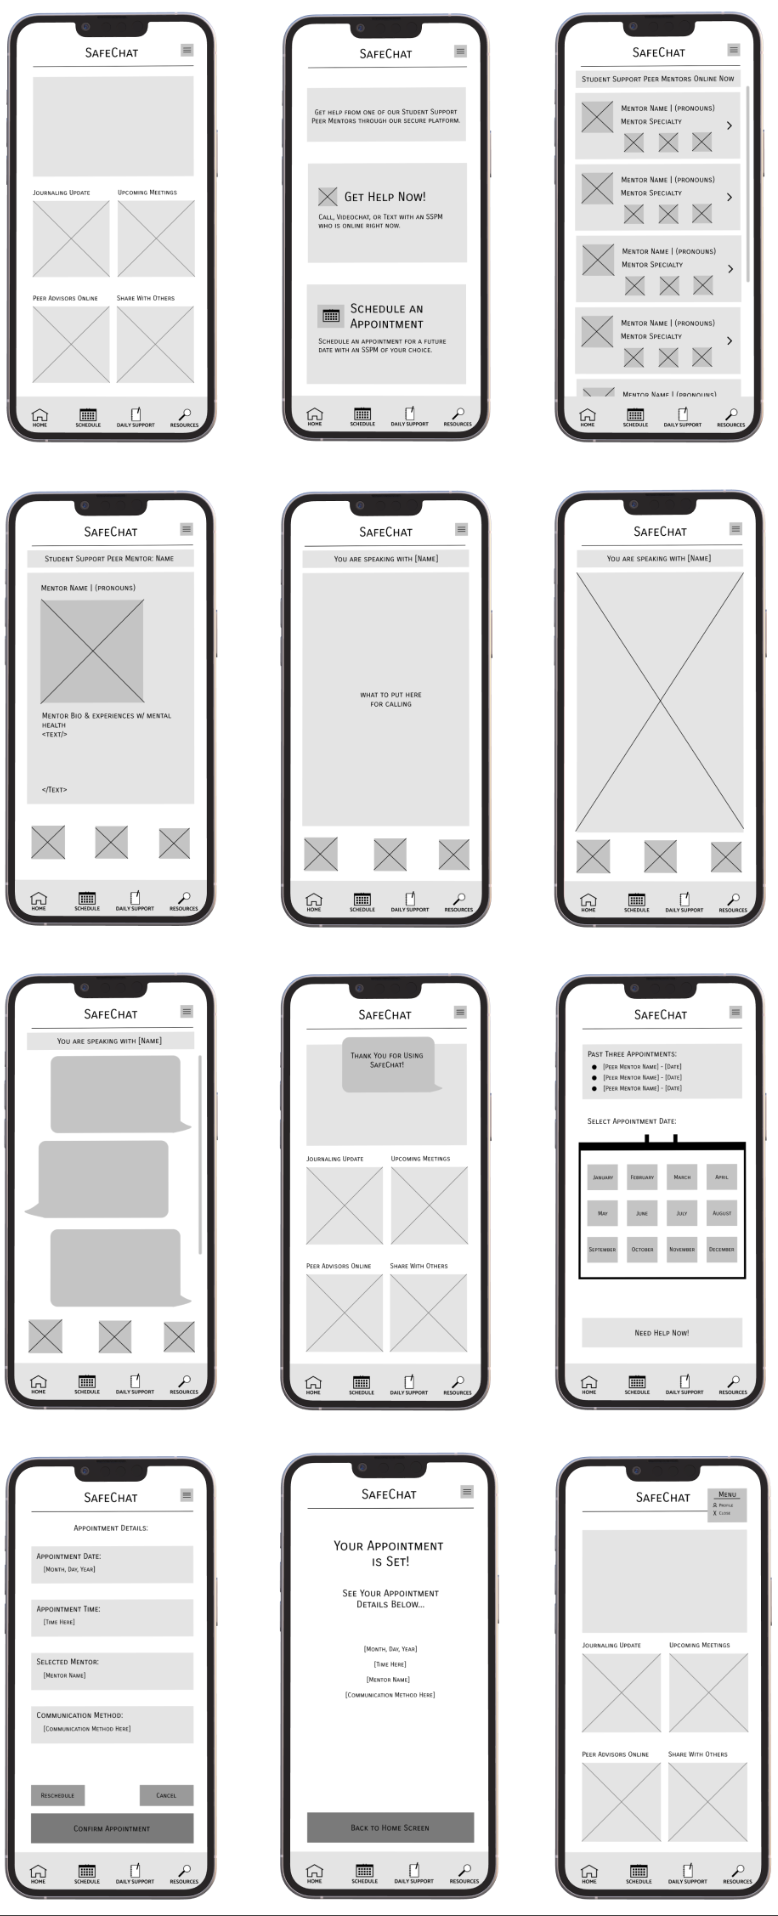 SafeChat
Journaling Update
Upcoming Meetings
Peer Advisors Online
Share With Others
Home
Schedule
Daily Support
Resources
SafeChat
Get help from one of our Student Support
Peer Mentors through our secure platform.
Get Help Now!
Call, Videochat, or Text with an SSPM
who is online right now.
Schedule an
Appointment
Schedule an appointment for a future
date with an SSPM of your choice.
Home
Schedule
Daily Support
Resources
SafeChat
Student Support Peer Mentors Online Now
Mentor Name | (pronouns)
Mentor Specialty
Mentor Name | (pronouns)
Mentor Specialty
Mentor Name | (pronouns)
Mentor Specialty
Mentor Name | (pronouns)
Mentor Specialty
Mentor Name | (pronouns)
Home
Schedule
Daily Support
Resources
SafeChat
Student Support Peer Mentor: Name
Mentor Name | (pronouns)
Mentor Bio & experiences w/ mental
health
<text/>
</Text>
Home
Schedule
Daily Support
Resources
SafeChat
You are speaking with [Name]
what to put here
for calling
Home
Schedule
Daily Support
Resources
SafeChat
You are speaking with [Name]
Home
Schedule
Daily Support
Resources
SafeChat
You are speaking with [Name]
Home
Schedule
Daily Support
Resources
SafeChat
Thank You for Using
SafeChat!
Journaling Update
Upcoming Meetings
Peer Advisors Online
Share With Others
Home
Schedule
Daily Support
Resources
SafeChat
Past Three Appointments:
● [Peer Mentor Name] - [Date]
● [Peer Mentor Name] - [Date]
● [Peer Mentor Name] - [Date]
Select Appointment Date:
January
February
March
April
May
June
July
August
September
October
November
December
Need Help Now!
Home
Schedule
Daily Support
Resources
SafeChat
Appointment Details:
Appointment Date:
[Month, Day, Year]
Appointment Time:
[Time Here]
Selected Mentor:
[Mentor Name]
Communication Method:
[Communication Method Here]
Reschedule
Cancel
Confirm Appointment
Home
Schedule
Daily Support
Resources
SafeChat
Your Appointment
is Set!
See Your Appointment
Details Below...
[Month, Day, Year]
[Time Here]
[Mentor Name]
[Communication Method Here]
Back to Home Screen
Home
Schedule
Daily Support
Resources
SafeChat
Menu
Profile
X Close
Journaling Update
Upcoming Meetings
Peer Advisors Online
Share With Others
Home
Schedule
Daily Support
Resources